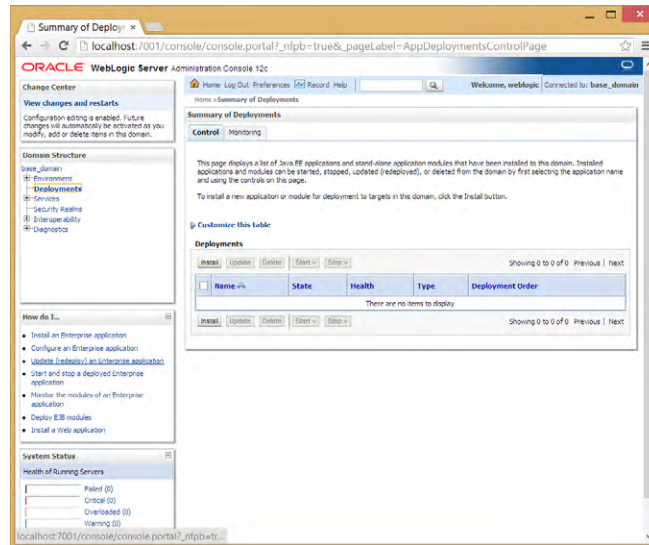 Summary of Deploy
localhost:7001/console/console.portal?_nfpb=true&_pageLabel=AppDeploymentsControlPage
ORACLE WebLogic Server Administration Console 12c
Change Center
View changes and restarts
Configuration editing is enabled. Future
changes will automatically be activated as you
modify, add or delete items in this domain.
Domain Structure
base_domain
Environment
Deployments
Services
Security Realms
Interoperability
Diagnostics
How do I...
Install an Enterprise application
Configure an Enterprise application
Update (redeploy) an Enterprise application
Start and stop a deployed Enterprise
application
Monitor the modules of an Enterprise
application
Deploy EJB modules
Install a Web application
System Status
Health of Running Servers
Failed (0)
Critical (0)
Overloaded (0)
Warning (0)
localhost:7001/console/console.portal?_nfpb=tr...
Home Log Out Preferences Record Help
Welcome, weblogic Connected to: base_domain
Home >Summary of Deployments
Summary of Deployments
Control Monitoring
This page displays a list of Java EE applications and stand-alone application modules that have been installed to this domain. Installed
applications and modules can be started, stopped, updated (redeployed), or deleted from the domain by first selecting the application name
and using the controls on this page.
To install a new application or module for deployment to targets in this domain, click the Install button.
Customize this table
Deployments
Install Update Delete Start Stop Showing 0 to 0 of 0 Previous | Next
Name State Health Type Deployment Order
There are no items to display
Install Update Delete Start Stop Showing 0 to 0 of 0 Previous | Next